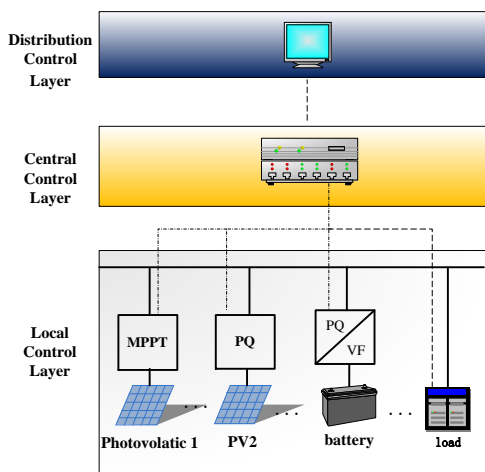 Distribution
Control
Layer
Central
Control
Layer
Local
Control
Layer
MPPT
PQ
PQ
VF
...
...
...
Photovolatic 1
PV2
battery
load